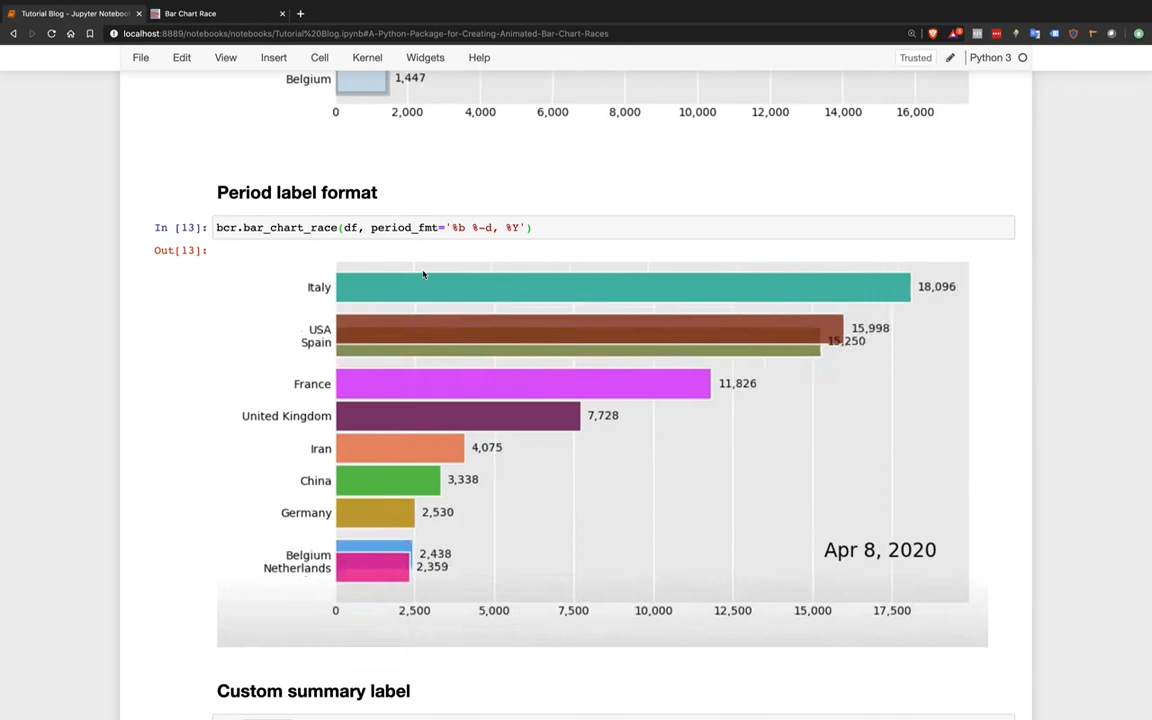 Tutorial Blog - Jupyter Noteboo
Bar Chart Race
localhost:8889/notebooks/notebooks/Tutorial%20Blog.ipynb#A-Python-Package-for-Creating-Animated-Bar-Chart-Races
File Edit View Insert Cell Kernel Widgets Help Trusted Python 3
Belgium 1,447
0 2,000 4,000 6,000 8,000 10,000 12,000 14,000 16,000
Period label format
In [13]: bcr.bar_chart_race(df, period_fmt='%b %-d, %Y')
Out[13]:
Italy 18,096
USA 15,998
Spain 15,250
France 11,826
United Kingdom 7,728
Iran 4,075
China 3,338
Germany 2,530
Apr 8, 2020
Belgium 2,438
Netherlands 2,359
0 2,500 5,000 7,500 10,000 12,500 15,000 17,500
Custom summary label